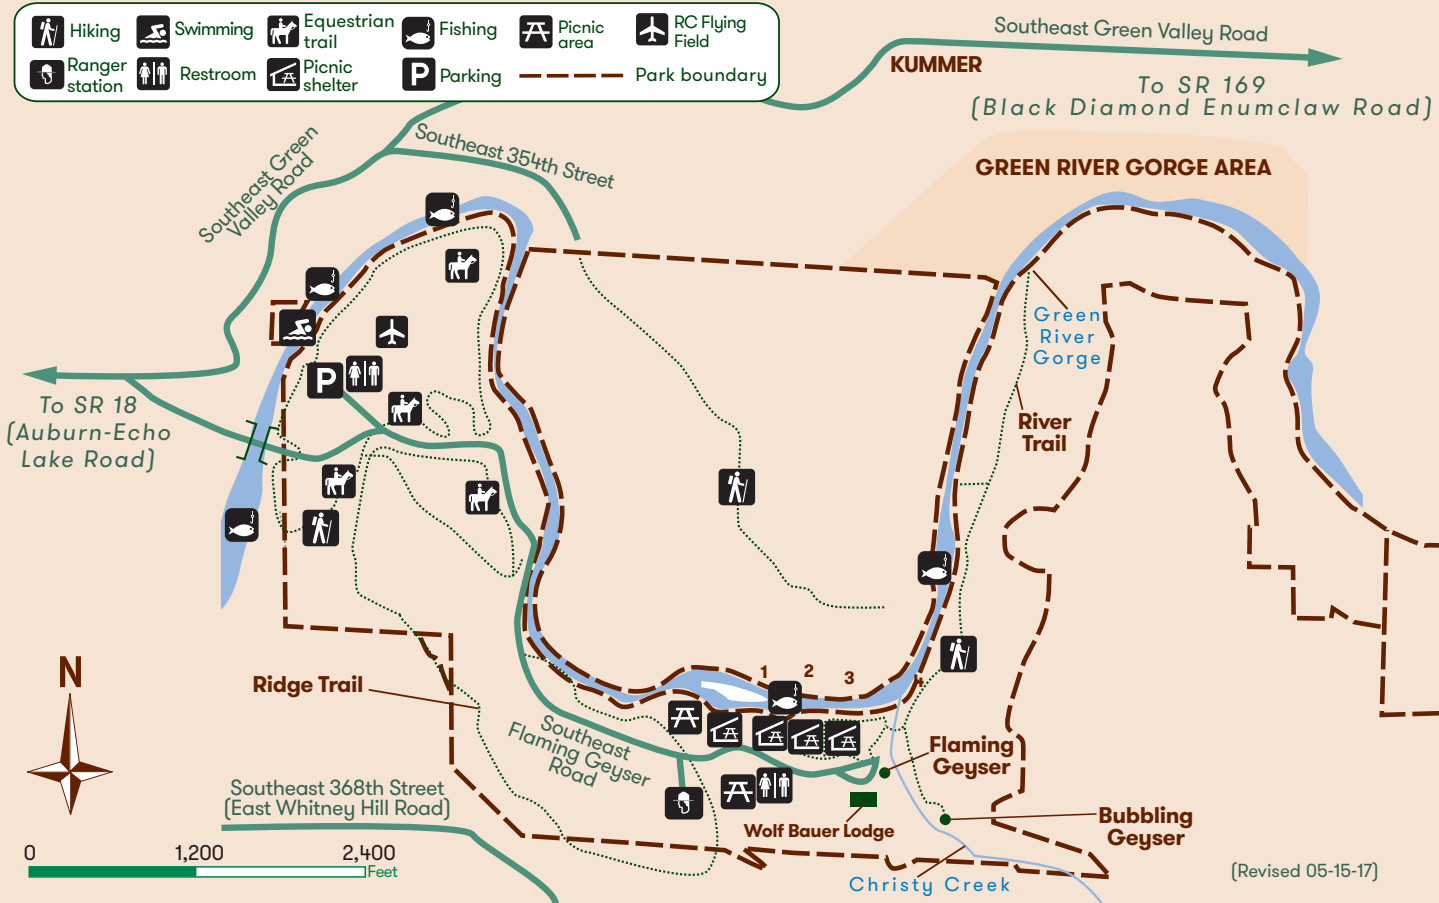 Hiking
Swimming
Equestrian
trail
Fishing
Picnic
area
RC Flying
Field
Ranger
station
Restroom
Picnic
shelter
P
Parking
Park boundary
Southeast Green Valley Road
KUMMER
To SR 169
(Black Diamond Enumclaw Road)
Southeast Green
Valley Road
Southeast 354th Street
GREEN RIVER GORGE AREA
Green
River
Gorge
P
To SR 18
(Auburn-Echo
Lake Road)
River
Trail
1
2
3
4
N
Ridge Trail
Southeast
Flaming Geyser
Road
Flaming
Geyser
Southeast 368th Street
(East Whitney Hill Road)
Wolf Bauer Lodge
Bubbling
Geyser
0
1,200
2,400
Feet
Christy Creek
(Revised 05-15-17)